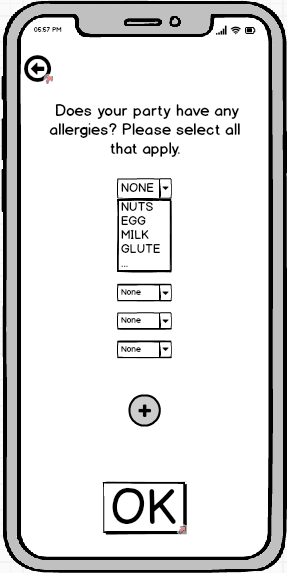 05:57 PM
Does your party have any
allergies? Please select all
that apply.
NONE
NUTS
EGG
MILK
GLUTE
...
None
None
None
+
OK